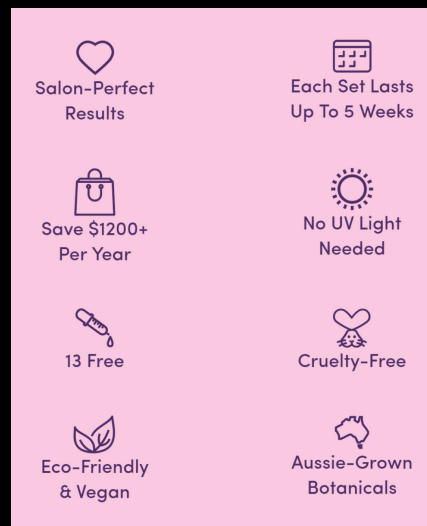 Salon-Perfect
Results
Each Set Lasts
Up To 5 Weeks
Save $1200+
Per Year
No UV Light
Needed
13 Free
Cruelty-Free
Eco-Friendly
& Vegan
Aussie-Grown
Botanicals